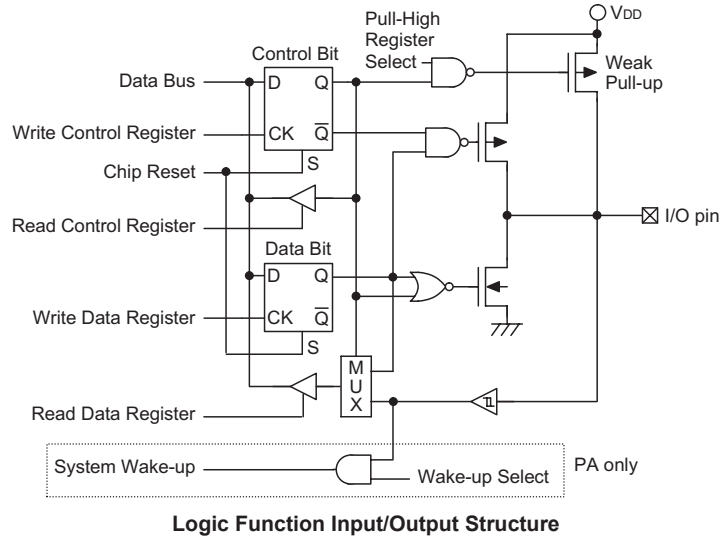 Pull-High
Register
Select
VDD
Weak
Pull-up
Control Bit
Data Bus
D
Q
Write Control Register
CK
Q
Chip Reset
S
Read Control Register
I/O pin
Data Bit
D
Q
Write Data Register
CK
Q
S
M
U
X
Read Data Register
System Wake-up
Wake-up Select
PA only
Logic Function Input/Output Structure